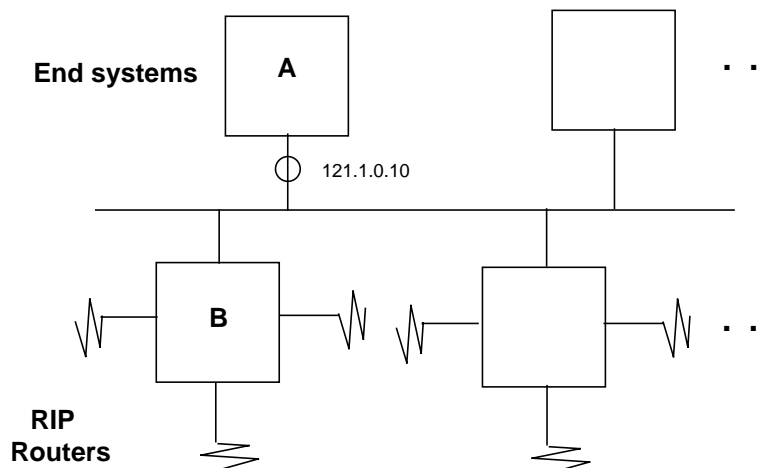 End systems
A
. .
121.1.0.10
B
. .
RIP
Routers